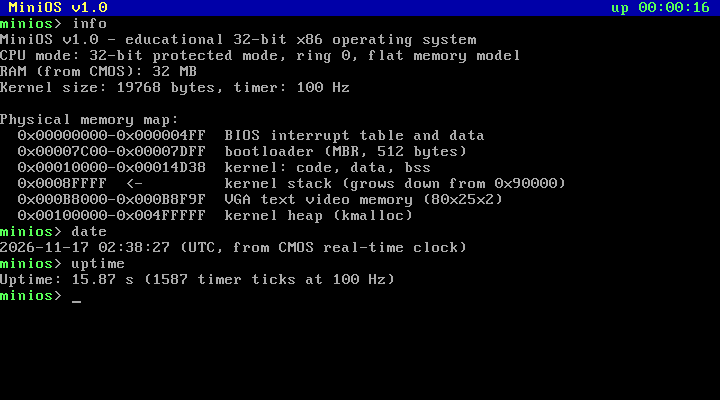 MiniOS v1.0 up 00:00:16
minios> info
MiniOS v1.0 – educational 32-bit x86 operating system
CPU mode: 32-bit protected mode, ring 0, flat memory model
RAM (from CMOS): 32 MB
Kernel size: 19768 bytes, timer: 100 Hz
Physical memory map:
0x00000000-0x000004FF BIOS interrupt table and data
0x00007C00-0x00007DFF bootloader (MBR, 512 bytes)
0x00010000-0x00014D38 kernel: code, data, bss
0x0008FFFF <- kernel stack (grows down from 0x90000)
0x000B8000-0x000B8F9F VGA text video memory (80x25x2)
0x00100000-0x004FFFFF kernel heap (kmalloc)
minios> date
2026-11-17 02:38:27 (UTC, from CMOS real-time clock)
minios> uptime
Uptime: 15.87 s (1587 timer ticks at 100 Hz)
minios> _